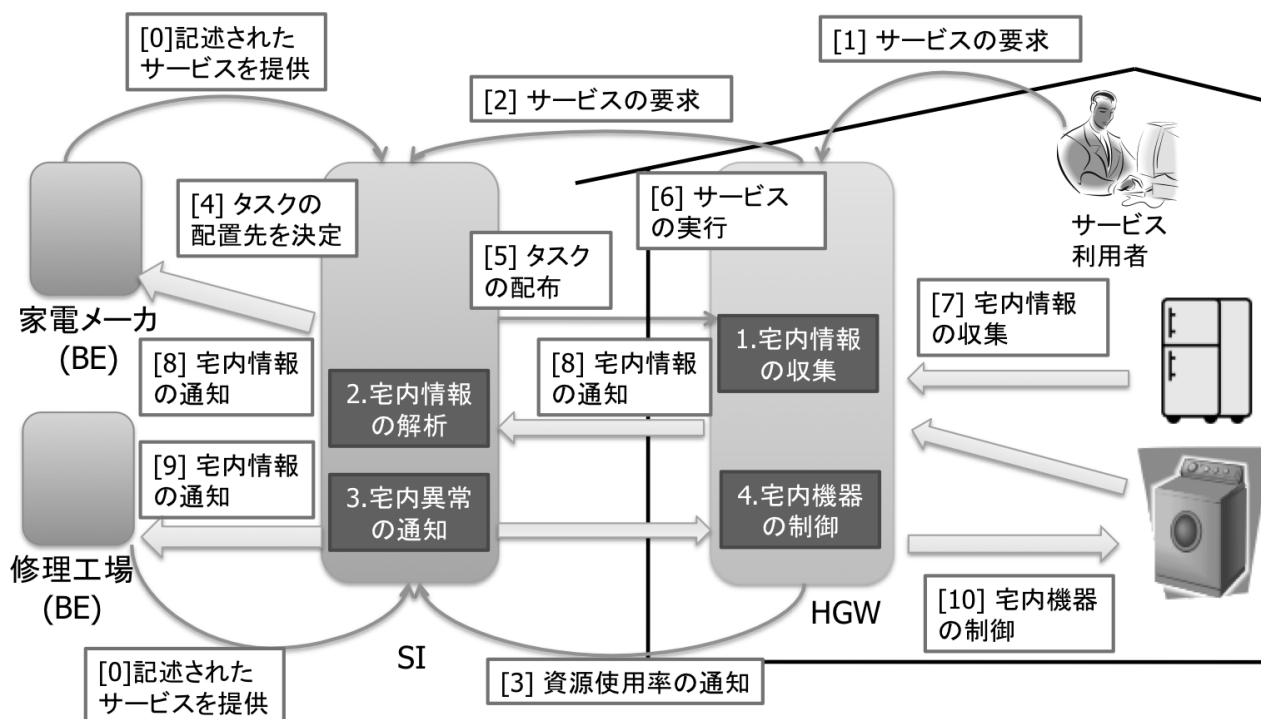 [0]記述された
サービスを提供
[1] サービスの要求
[2] サービスの要求
[4] タスクの
配置先を決定
[6] サービス
の実行
サービス
利用者
[5] タスク
の配布
家電メーカ
(BE)
[7] 宅内情報
の収集
1.宅内情報
の収集
[8] 宅内情報
の通知
[8] 宅内情報
の通知
2.宅内情報
の解析
[9] 宅内情報
の通知
3.宅内異常
の通知
4.宅内機器
の制御
修理工場
(BE)
[10] 宅内機器
の制御
HGW
SI
[0]記述された
サービスを提供
[3] 資源使用率の通知